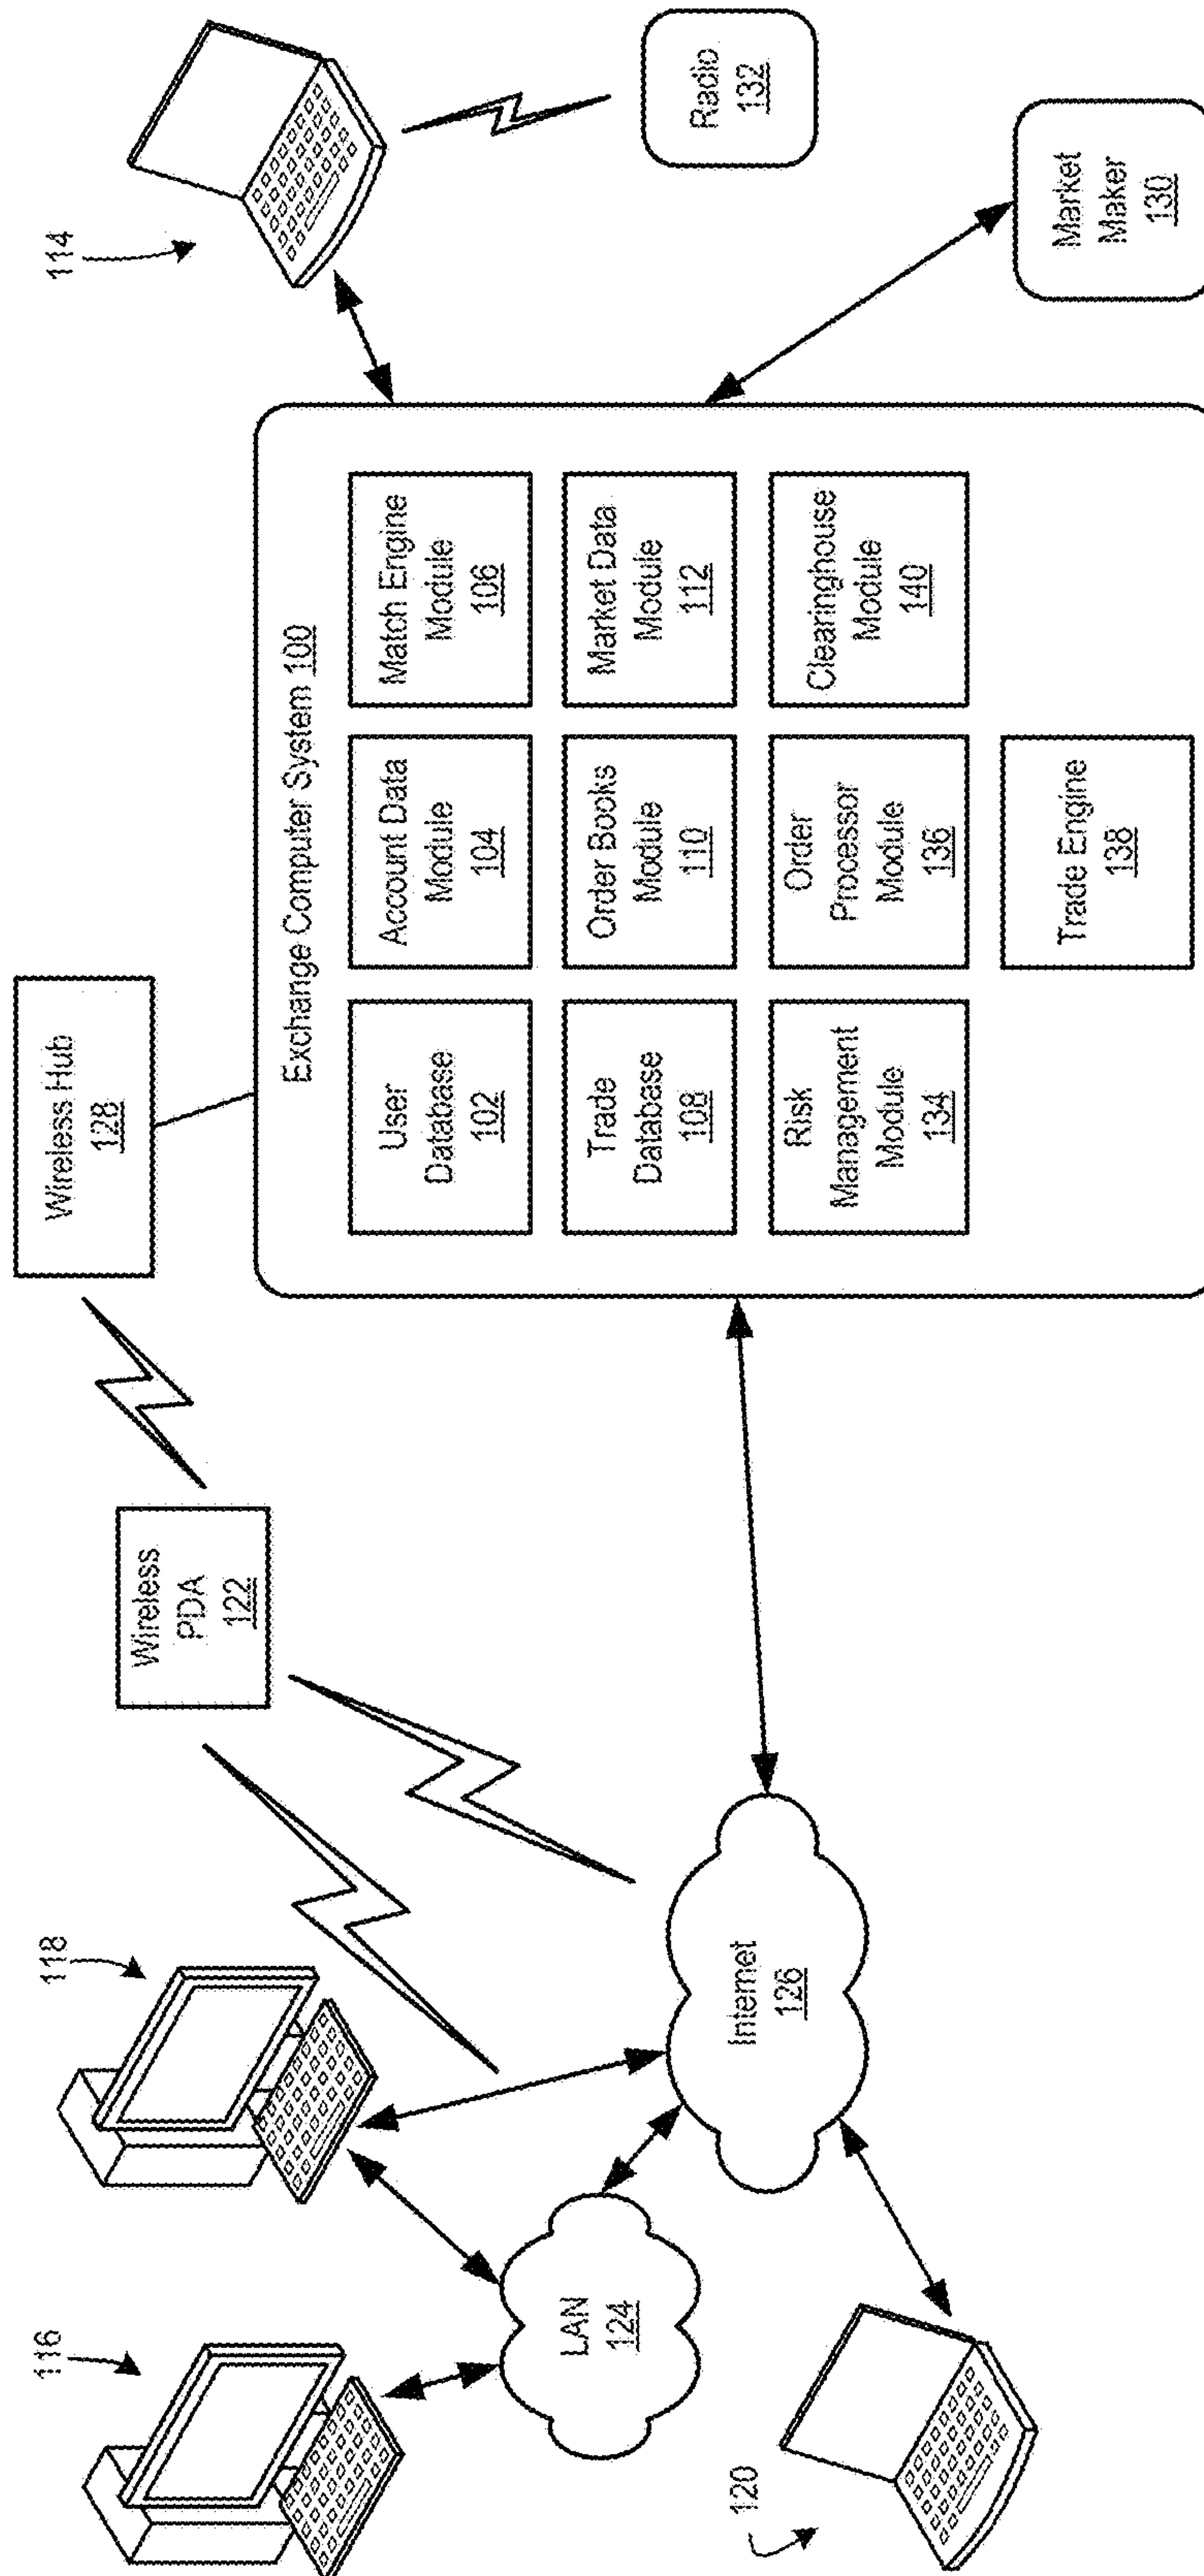 114
Radio
132
Market
Maker
130
Wireless Hub
128
Exchange Computer System 100
User
Database
102
Account Data
Module
104
Match Engine
Module
106
Trade
Database
108
Order Books
Module
110
Market Data
Module
112
Risk
Management
Module
134
Order
Processor
Module
136
Clearinghouse
Module
140
Trade Engine
138
Wireless
PDA
122
118
116
LAN
124
Internet
126
120